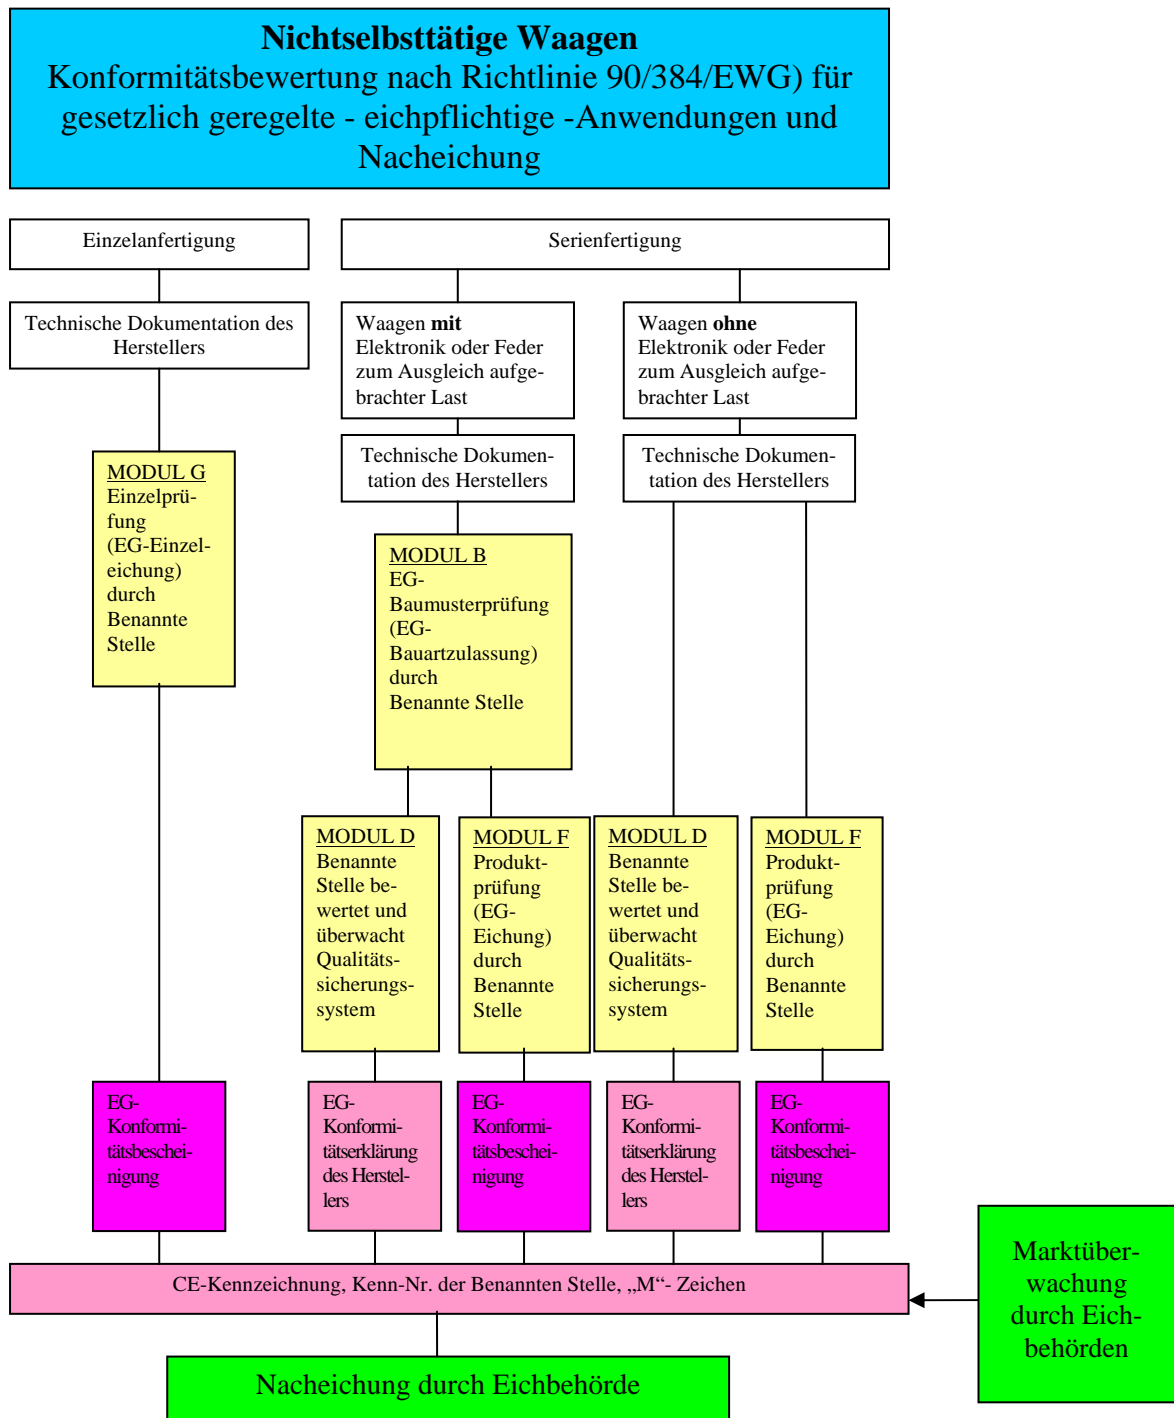 Nichtselbsttätige Waagen
Konformitätsbewertung nach Richtlinie 90/384/EWG) für
gesetzlich geregelte - eichpflichtige -Anwendungen und
Nacheichung
Einzelanfertigung
Serienfertigung
Technische Dokumentation des
Herstellers
Waagen mit
Elektronik oder Feder
zum Ausgleich aufge-
brachter Last
Waagen ohne
Elektronik oder Feder
zum Ausgleich aufge-
brachter Last
Technische Dokumen-
tation des Herstellers
Technische Dokumen-
tation des Herstellers
MODUL G
Einzelprü-
fung
(EG-Einzel-
eichung)
durch
Benannte
Stelle
MODUL B
EG-
Baumusterprüfung
(EG-
Bauartzulassung)
durch
Benannte Stelle
MODUL D
Benannte
Stelle be-
wertet und
überwacht
Qualitäts-
sicherungs-
system
MODUL F
Produkt-
prüfung
(EG-
Eichung)
durch
Benannte
Stelle
MODUL D
Benannte
Stelle be-
wertet und
überwacht
Qualitäts-
sicherungs-
system
MODUL F
Produkt-
prüfung
(EG-
Eichung)
durch
Benannte
Stelle
EG-
Konformi-
tätsbeschei-
nigung
EG-
Konformi-
tätserklärung
des Herstel-
lers
EG-
Konformi-
tätsbeschei-
nigung
EG-
Konformi-
tätserklärung
des Herstel-
lers
EG-
Konformi-
tätsbeschei-
nigung
CE-Kennzeichnung, Kenn-Nr. der Benannten Stelle, „M“- Zeichen
Marktüber-
wachung
durch Eich-
behörden
Nacheichung durch Eichbehörde